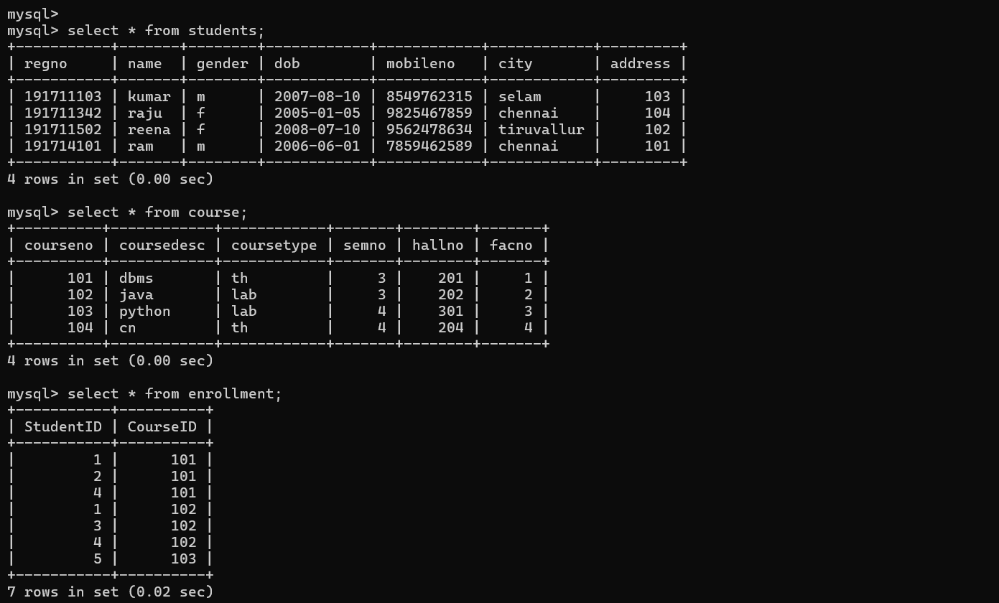 mysql>
mysql> select * from students;
+-----------+-------+--------+------------+------------+------------+---------+
| regno     | name  | gender | dob        | mobileno   | city       | address |
+-----------+-------+--------+------------+------------+------------+---------+
| 191711103 | kumar | m      | 2007-08-10 | 8549762315 | selam      |     103 |
| 191711342 | raju  | f      | 2005-01-05 | 9825467859 | chennai    |     104 |
| 191711502 | reena | f      | 2008-07-10 | 9562478634 | tiruvallur |     102 |
| 191714101 | ram   | m      | 2006-06-01 | 7859462589 | chennai    |     101 |
+-----------+-------+--------+------------+------------+------------+---------+
4 rows in set (0.00 sec)

mysql> select * from course;
+----------+------------+------------+-------+--------+-------+
| courseno | coursedesc | coursetype | semno | hallno | facno |
+----------+------------+------------+-------+--------+-------+
|      101 | dbms       | th         |     3 |    201 |     1 |
|      102 | java       | lab        |     3 |    202 |     2 |
|      103 | python     | lab        |     4 |    301 |     3 |
|      104 | cn         | th         |     4 |    204 |     4 |
+----------+------------+------------+-------+--------+-------+
4 rows in set (0.00 sec)

mysql> select * from enrollment;
+-----------+----------+
| StudentID | CourseID |
+-----------+----------+
|         1 |      101 |
|         2 |      101 |
|         4 |      101 |
|         1 |      102 |
|         3 |      102 |
|         4 |      102 |
|         5 |      103 |
+-----------+----------+
7 rows in set (0.02 sec)